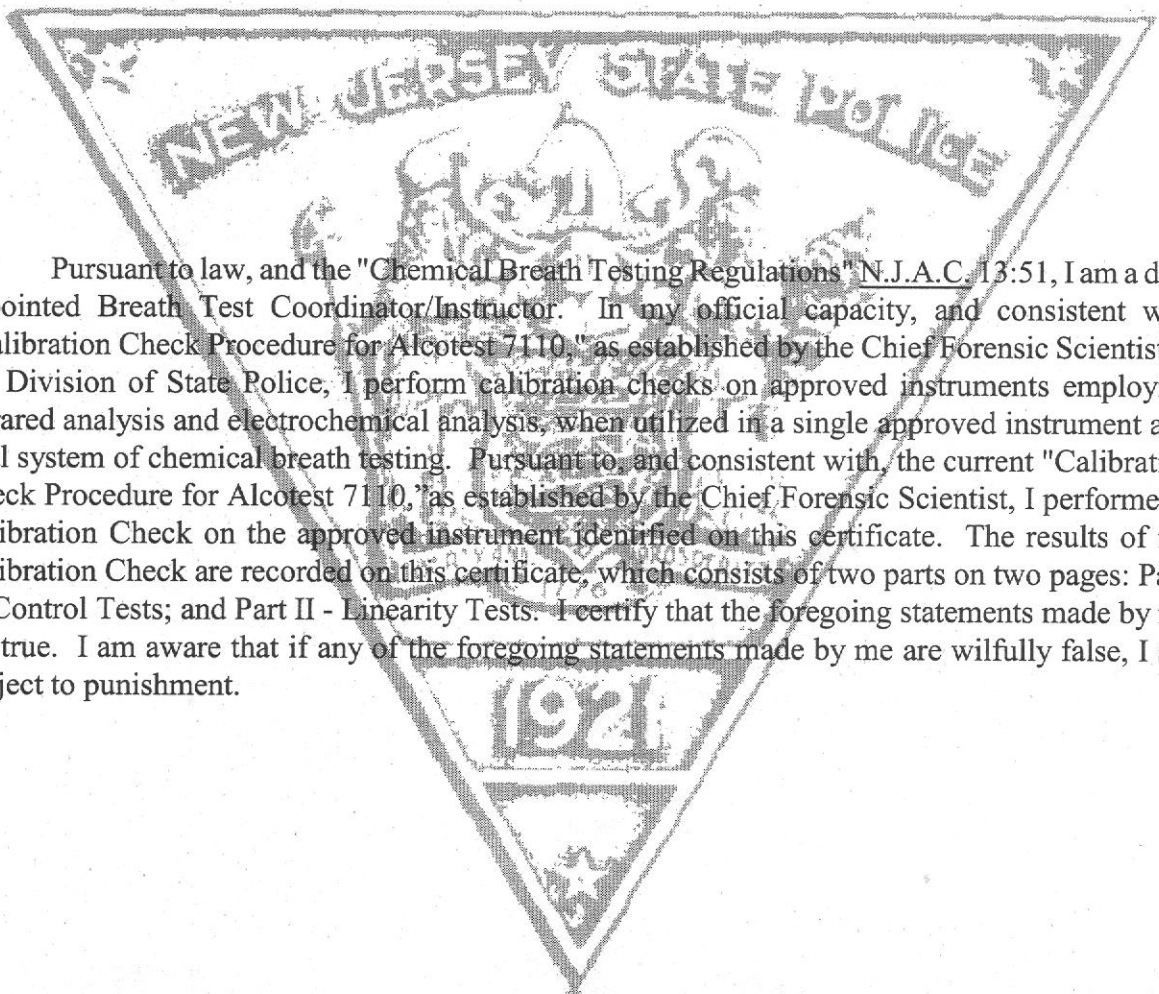 NEW JERSEY STATE POLICE
Pursuant to law, and the "Chemical Breath Testing Regulations" N.J.A.C. 13:51, I am a d
ointed Breath Test Coordinator/Instructor. In my official capacity, and consistent w
alibration Check Procedure for Alcotest 7110," as established by the Chief Forensic Scientist
Division of State Police, I perform calibration checks on approved instruments employ
ared analysis and electrochemical analysis, when utilized in a single approved instrument a
l system of chemical breath testing. Pursuant to, and consistent with, the current "Calibrati
eck Procedure for Alcotest 7110," as established by the Chief Forensic Scientist, I performe
ibration Check on the approved instrument identified on this certificate. The results of
ibration Check are recorded on this certificate, which consists of two parts on two pages: Pa
Control Tests; and Part II - Linearity Tests. I certify that the foregoing statements made by
true. I am aware that if any of the foregoing statements made by me are wilfully false, I
ject to punishment.
1921